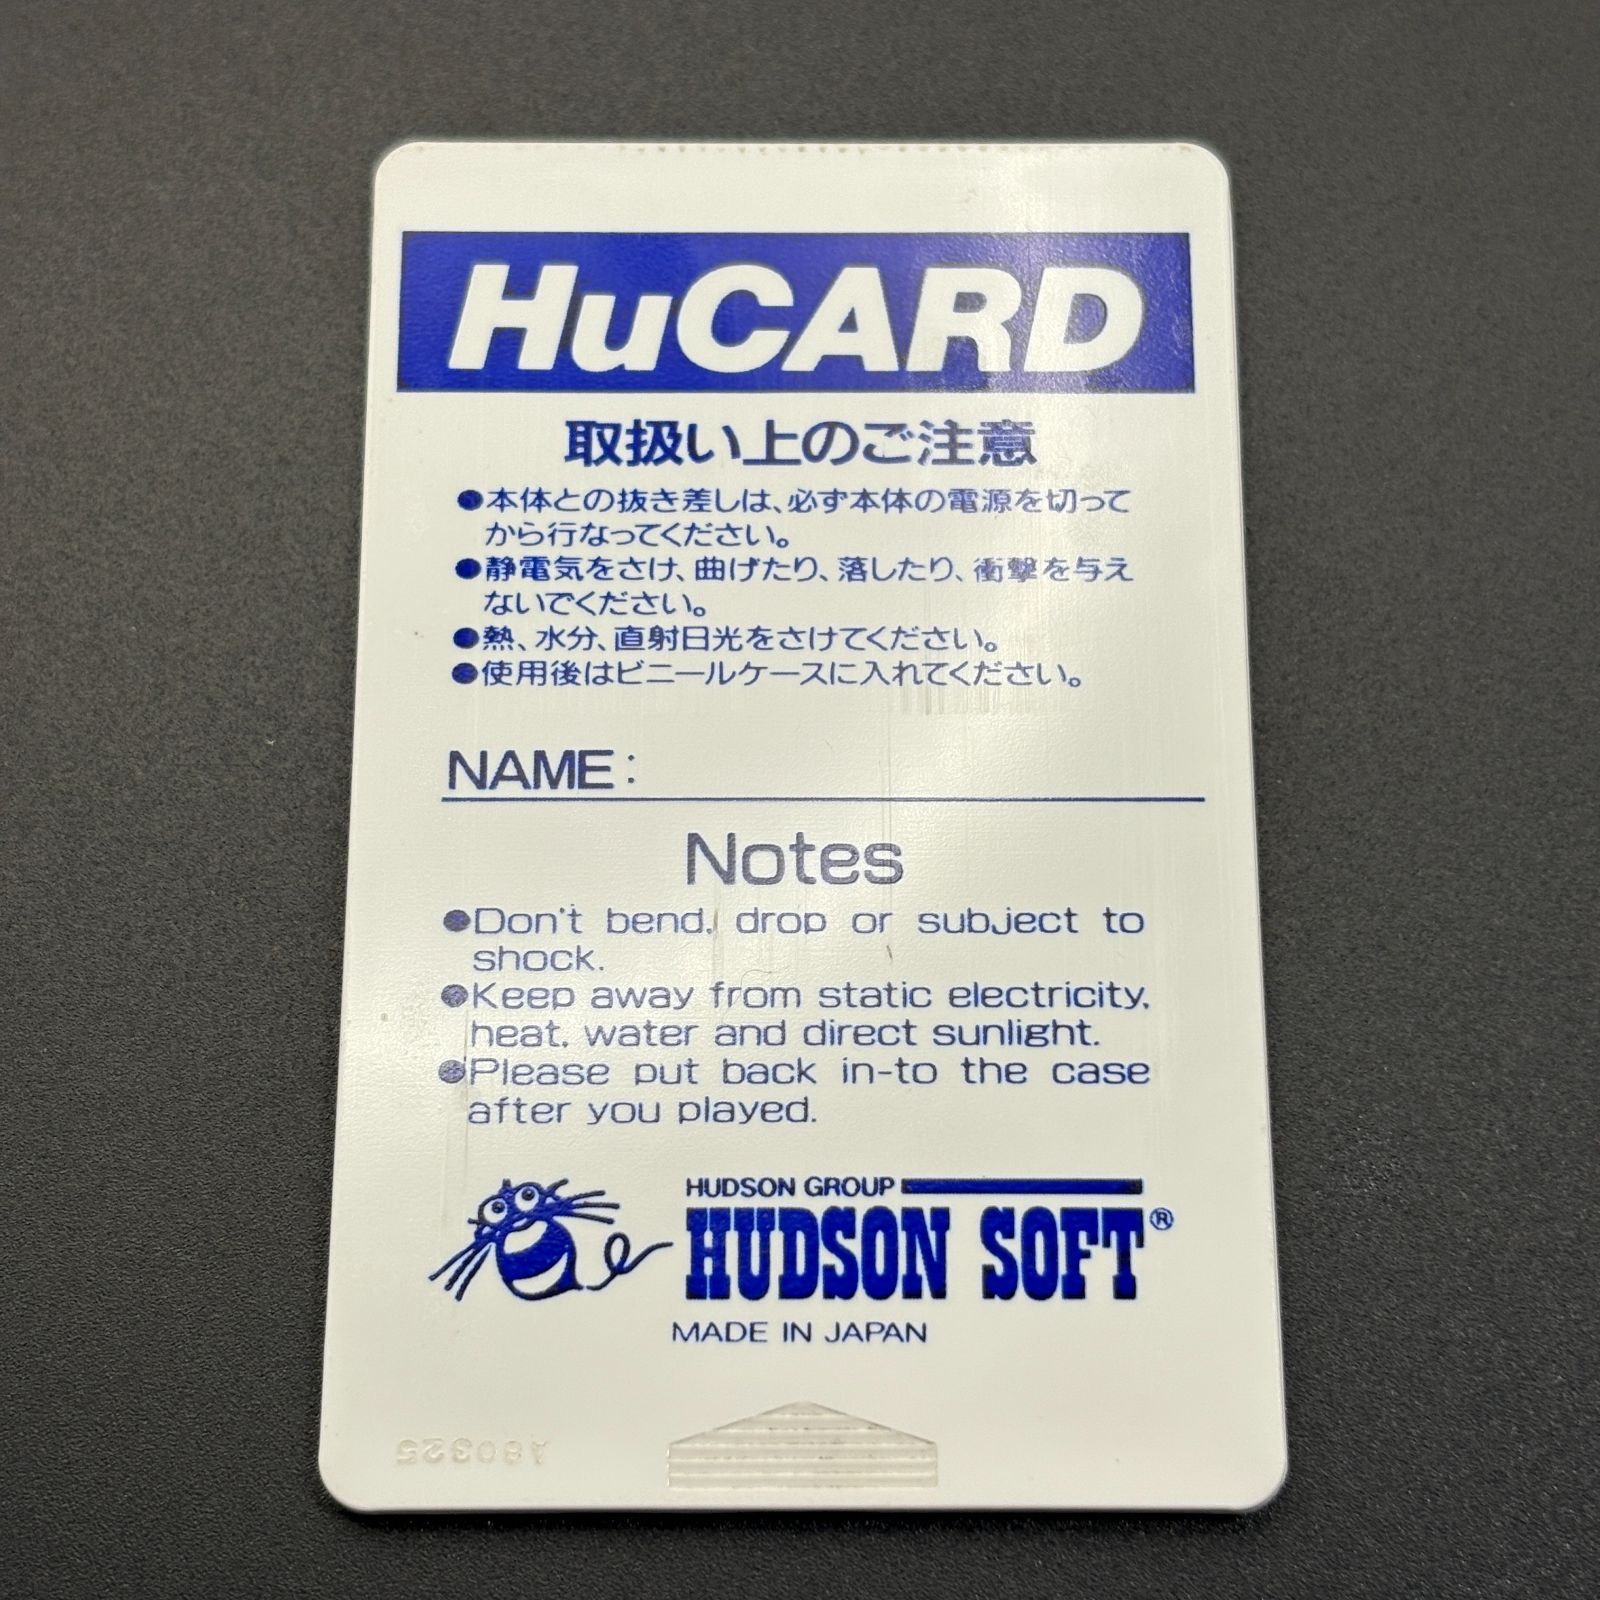 HuCARD
取扱い上のご注意
●本体との抜き差しは、必ず本体の電源を切って
から行なってください。
●静電気をさけ、曲げたり、落したり、衝撃を与え
ないでください。
●熱、水分、直射日光をさけてください。
●使用後はビニールケースに入れてください。
NAME:
Notes
●Don't bend, drop or subject to
shock.
●Keep away from static electricity,
heat, water and direct sunlight.
●Please put back in-to the case
after you played.
HUDSON GROUP
HUDSON SOFT®
MADE IN JAPAN
A80325